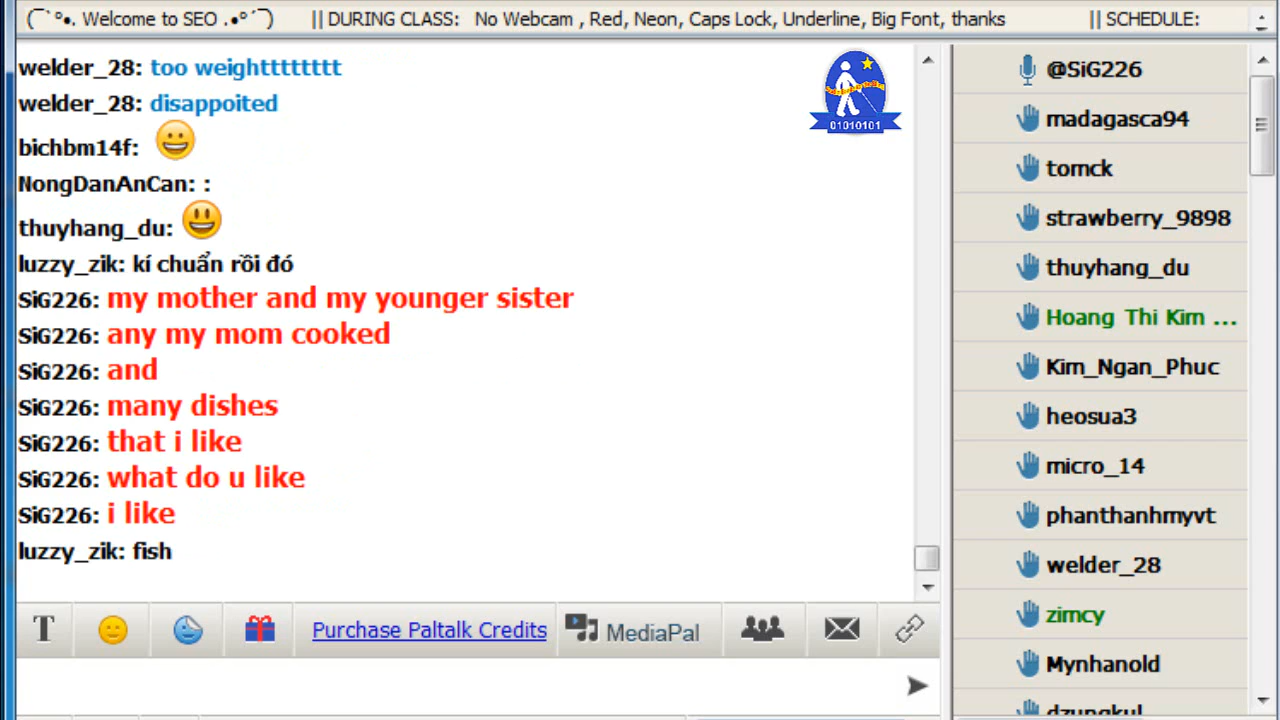 (¯`°•. Welcome to SEO .•°´¯) || DURING CLASS: No Webcam , Red, Neon, Caps Lock, Underline, Big Font, thanks || SCHEDULE:
welder_28: too weightttttttt
welder_28: disappoited
bichbm14f: 😀
NongDanAnCan: :
thuyhang_du: 😃
luzzy_zik: kí chuẩn rồi đó
SiG226: my mother and my younger sister
SiG226: any my mom cooked
SiG226: and
SiG226: many dishes
SiG226: that i like
SiG226: what do u like
SiG226: i like
luzzy_zik: fish
01010101
T
Purchase Paltalk Credits
MediaPal
@SiG226
madagasca94
tomck
strawberry_9898
thuyhang_du
Hoang Thi Kim ...
Kim_Ngan_Phuc
heosua3
micro_14
phanthanhmyvt
welder_28
zimcy
Mynhanold
dzungkul